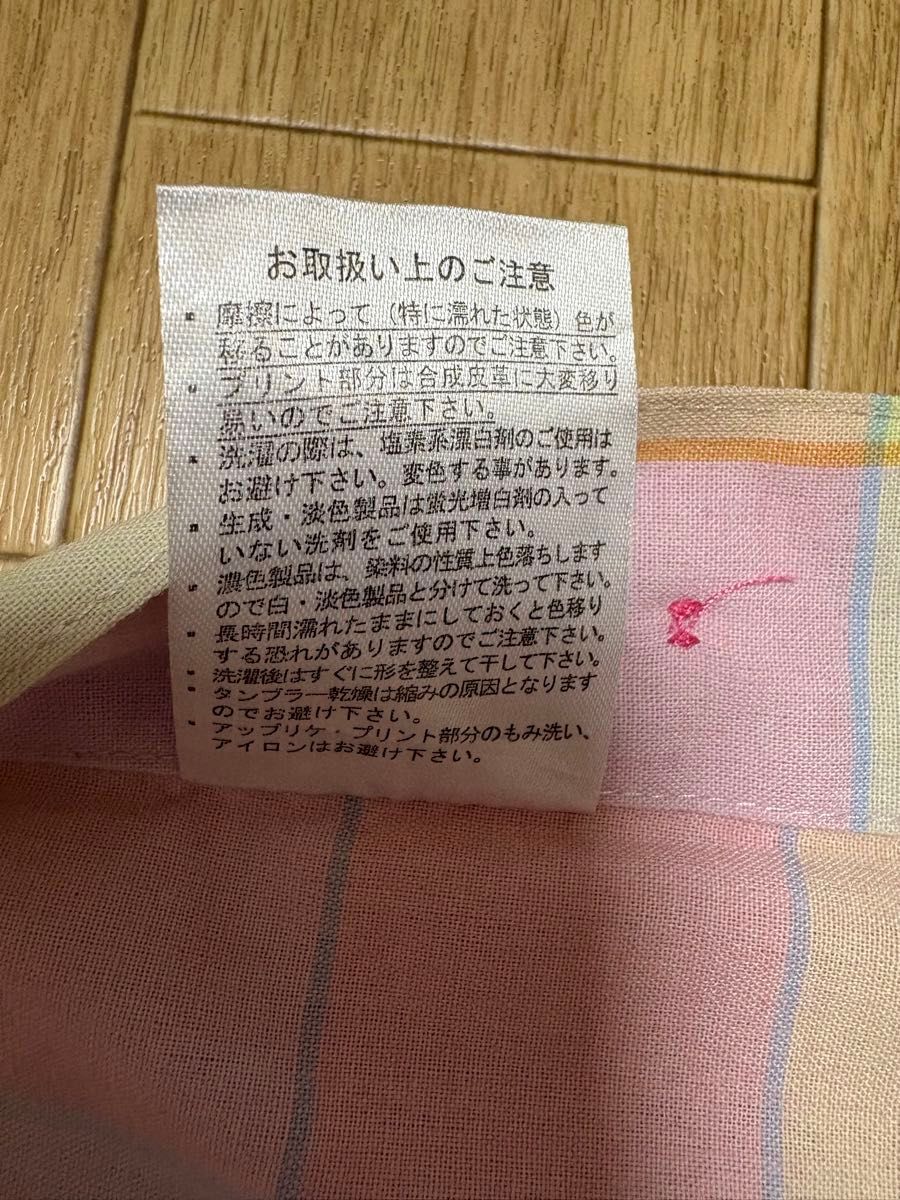 お取扱い上のご注意
・摩擦によって(特に濡れた状態)色が
移ることがありますのでご注意下さい。
・プリント部分は合成皮革に大変移り
易いのでご注意下さい。
・洗濯の際は、塩素系漂白剤のご使用は
お避け下さい。変色する事があります。
・生成・淡色製品は蛍光増白剤の入って
いない洗剤をご使用下さい。
・濃色製品は、染料の性質上色落ちします
ので白・淡色製品と分けて洗って下さい。
・長時間濡れたままにしておくと色移り
する恐れがありますのでご注意下さい。
・洗濯後はすぐに形を整えて干して下さい。
・タンブラー乾燥は縮みの原因となります
のでお避け下さい。
・アップリケ・プリント部分のもみ洗い、
アイロンはお避け下さい。